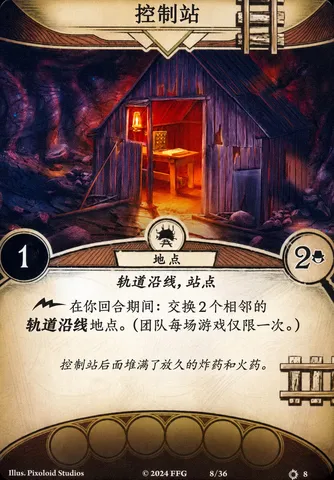 控制站
1
地点
2
轨道沿线,站点
在你回合期间:交换2个相邻的
轨道沿线地点。(团队每场游戏仅限一次。)
控制站后面堆满了放久的炸药和火药。
Illus. Pixoloid Studios
© 2024 FFG
8/36
8